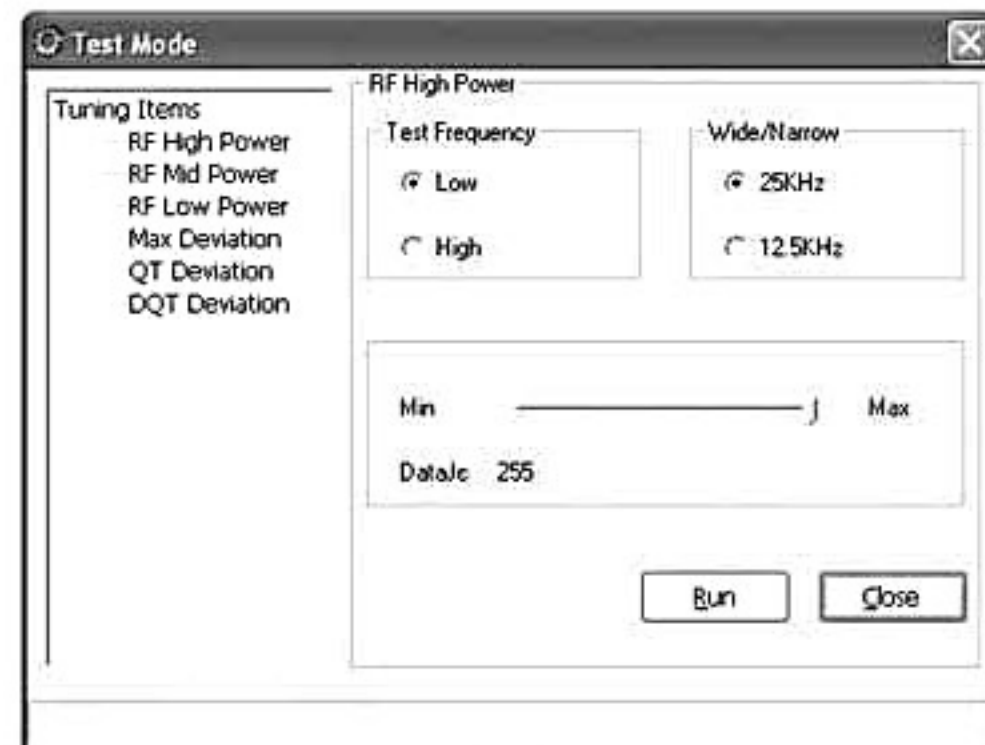 Test Mode
Tuning Items
RF High Power
RF Mid Power
RF Low Power
Max Deviation
QT Deviation
DQT Deviation
RF High Power
Test Frequency
Low
High
Wide/Narrow
25KHz
12.5KHz
Min
Max
255
Run
Close